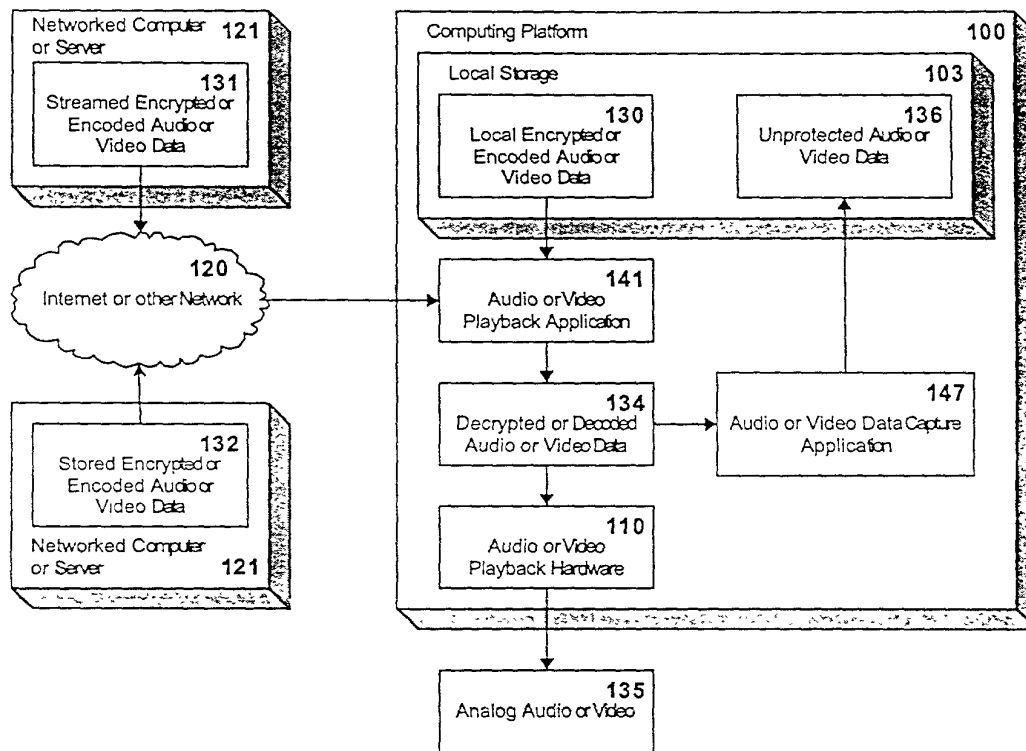 Networked Computer
or Server
121
131
Streamed Encrypted or
Encoded Audio or
Video Data
120
Internet or other Network
132
Stored Encrypted or
Encoded Audio or
Video Data
Networked Computer
or Server
121
Computing Platform
100
Local Storage
103
130
Local Encrypted or
Encoded Audio or
Video Data
136
Unprotected Audio or
Video Data
141
Audio or Video
Playback Application
134
Decrypted or Decoded
Audio or Video Data
147
Audio or Video Data Capture
Application
110
Audio or Video
Playback Hardware
135
Analog Audio or Video